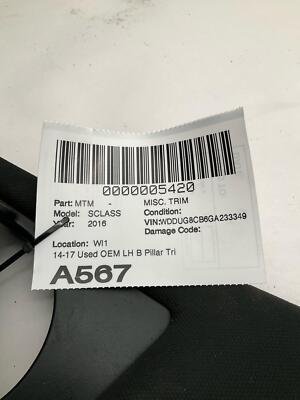 0000005420
Part: MTM - MISC. TRIM
Model: SCLASS Condition:
Year: 2016 VIN:WDDUG8CB6GA233349
Damage Code:
Location: WI1
14-17 Used OEM LH B Pillar Tri
A567